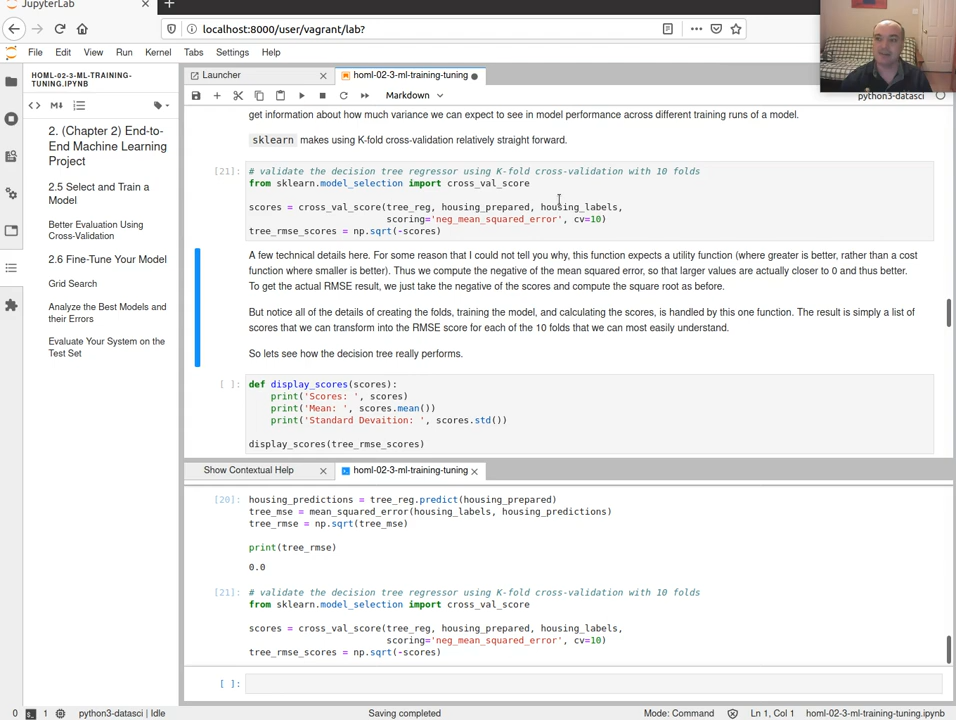 JupyterLab
localhost:8000/user/vagrant/lab?
File Edit View Run Kernel Tabs Settings Help
HOML-02-3-ML-TRAINING-
TUNING.IPYNB
2. (Chapter 2) End-to-
End Machine Learning
Project
2.5 Select and Train a
Model
Better Evaluation Using
Cross-Validation
2.6 Fine-Tune Your Model
Grid Search
Analyze the Best Models and
their Errors
Evaluate Your System on the
Test Set
Launcher homl-02-3-ml-training-tuning
Markdown
python3-datasci
get information about how much variance we can expect to see in model performance across different training runs of a model.
sklearn makes using K-fold cross-validation relatively straight forward.
[21]: # validate the decision tree regressor using K-fold cross-validation with 10 folds
from sklearn.model_selection import cross_val_score
scores = cross_val_score(tree_reg, housing_prepared, housing_labels,
scoring='neg_mean_squared_error', cv=10)
tree_rmse_scores = np.sqrt(-scores)
A few technical details here. For some reason that I could not tell you why, this function expects a utility function (where greater is better, rather than a cost
function where smaller is better). Thus we compute the negative of the mean squared error, so that larger values are actually closer to 0 and thus better.
To get the actual RMSE result, we just take the negative of the scores and compute the square root as before.
But notice all of the details of creating the folds, training the model, and calculating the scores, is handled by this one function. The result is simply a list of
scores that we can transform into the RMSE score for each of the 10 folds that we can most easily understand.
So lets see how the decision tree really performs.
[ ]: def display_scores(scores):
print('Scores: ', scores)
print('Mean: ', scores.mean())
print('Standard Devaition: ', scores.std())
display_scores(tree_rmse_scores)
Show Contextual Help homl-02-3-ml-training-tuning
[20]: housing_predictions = tree_reg.predict(housing_prepared)
tree_mse = mean_squared_error(housing_labels, housing_predictions)
tree_rmse = np.sqrt(tree_mse)
print(tree_rmse)
0.0
[21]: # validate the decision tree regressor using K-fold cross-validation with 10 folds
from sklearn.model_selection import cross_val_score
scores = cross_val_score(tree_reg, housing_prepared, housing_labels,
scoring='neg_mean_squared_error', cv=10)
tree_rmse_scores = np.sqrt(-scores)
[ ]:
0 1 python3-datasci | Idle Saving completed Mode: Command Ln 1, Col 1 homl-02-3-ml-training-tuning.ipynb